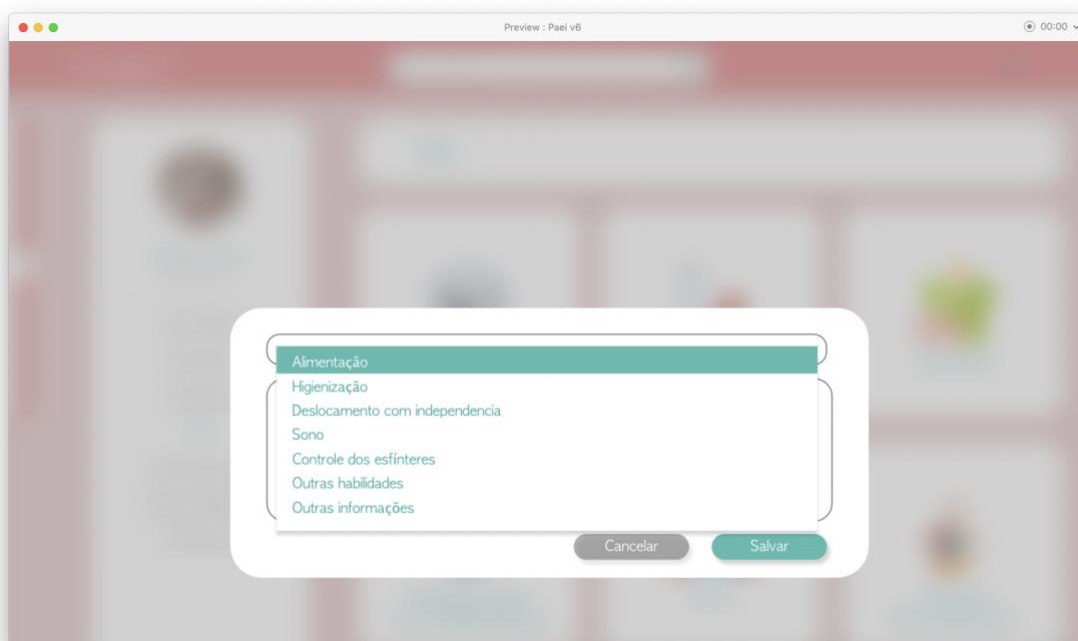 Preview : Paei v6
00:00
Alimentação
Higienização
Deslocamento com independencia
Sono
Controle dos esfínteres
Outras habilidades
Outras informações
Cancelar
Salvar